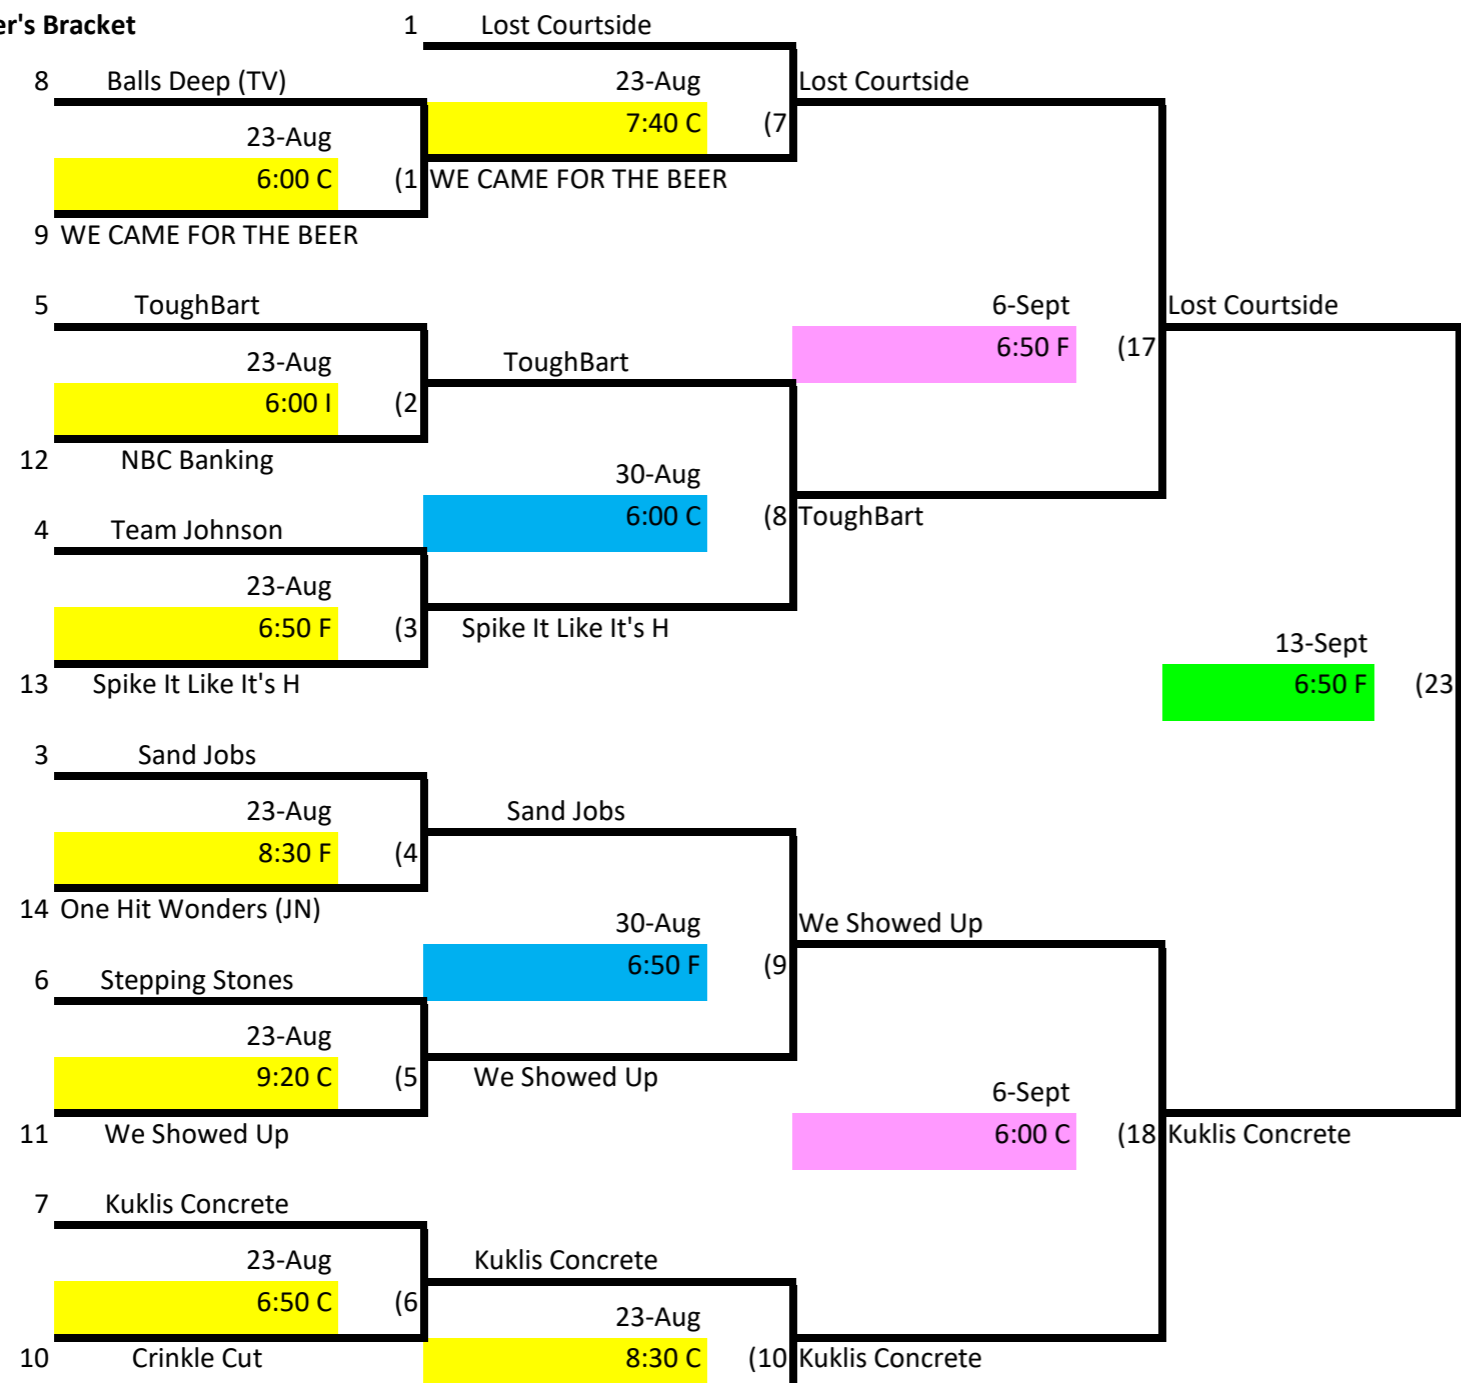 er's Bracket
1 Lost Courtside
8 Balls Deep (TV) 23-Aug Lost Courtside
23-Aug 7:40 C (7
6:00 C (1 WE CAME FOR THE BEER
9 WE CAME FOR THE BEER
5 ToughBart 6-Sept Lost Courtside
23-Aug ToughBart 6:50 F (17
6:00 I (2
12 NBC Banking 30-Aug
4 Team Johnson 6:00 C (8 ToughBart
23-Aug
6:50 F (3 Spike It Like It's H 13-Sept
13 Spike It Like It's H 6:50 F (23
3 Sand Jobs
23-Aug Sand Jobs
8:30 F (4
14 One Hit Wonders (JN) 30-Aug We Showed Up
6 Stepping Stones 6:50 F (9
23-Aug
9:20 C (5 We Showed Up 6-Sept
11 We Showed Up 6:00 C (18 Kuklis Concrete
7 Kuklis Concrete
23-Aug Kuklis Concrete
6:50 C (6 23-Aug
10 Crinkle Cut 8:30 C (10 Kuklis Concrete